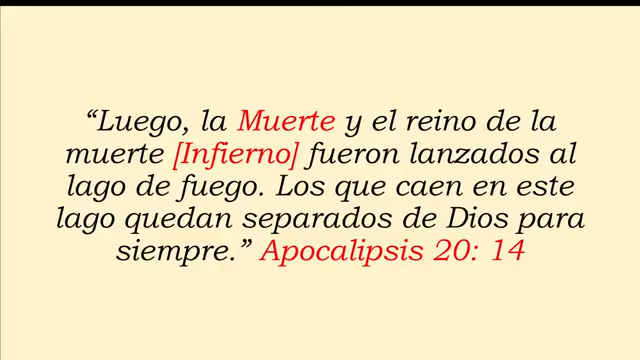 “Luego, la Muerte y el reino de la
muerte [Infierno] fueron lanzados al
lago de fuego. Los que caen en este
lago quedan separados de Dios para
siempre.” Apocalipsis 20: 14